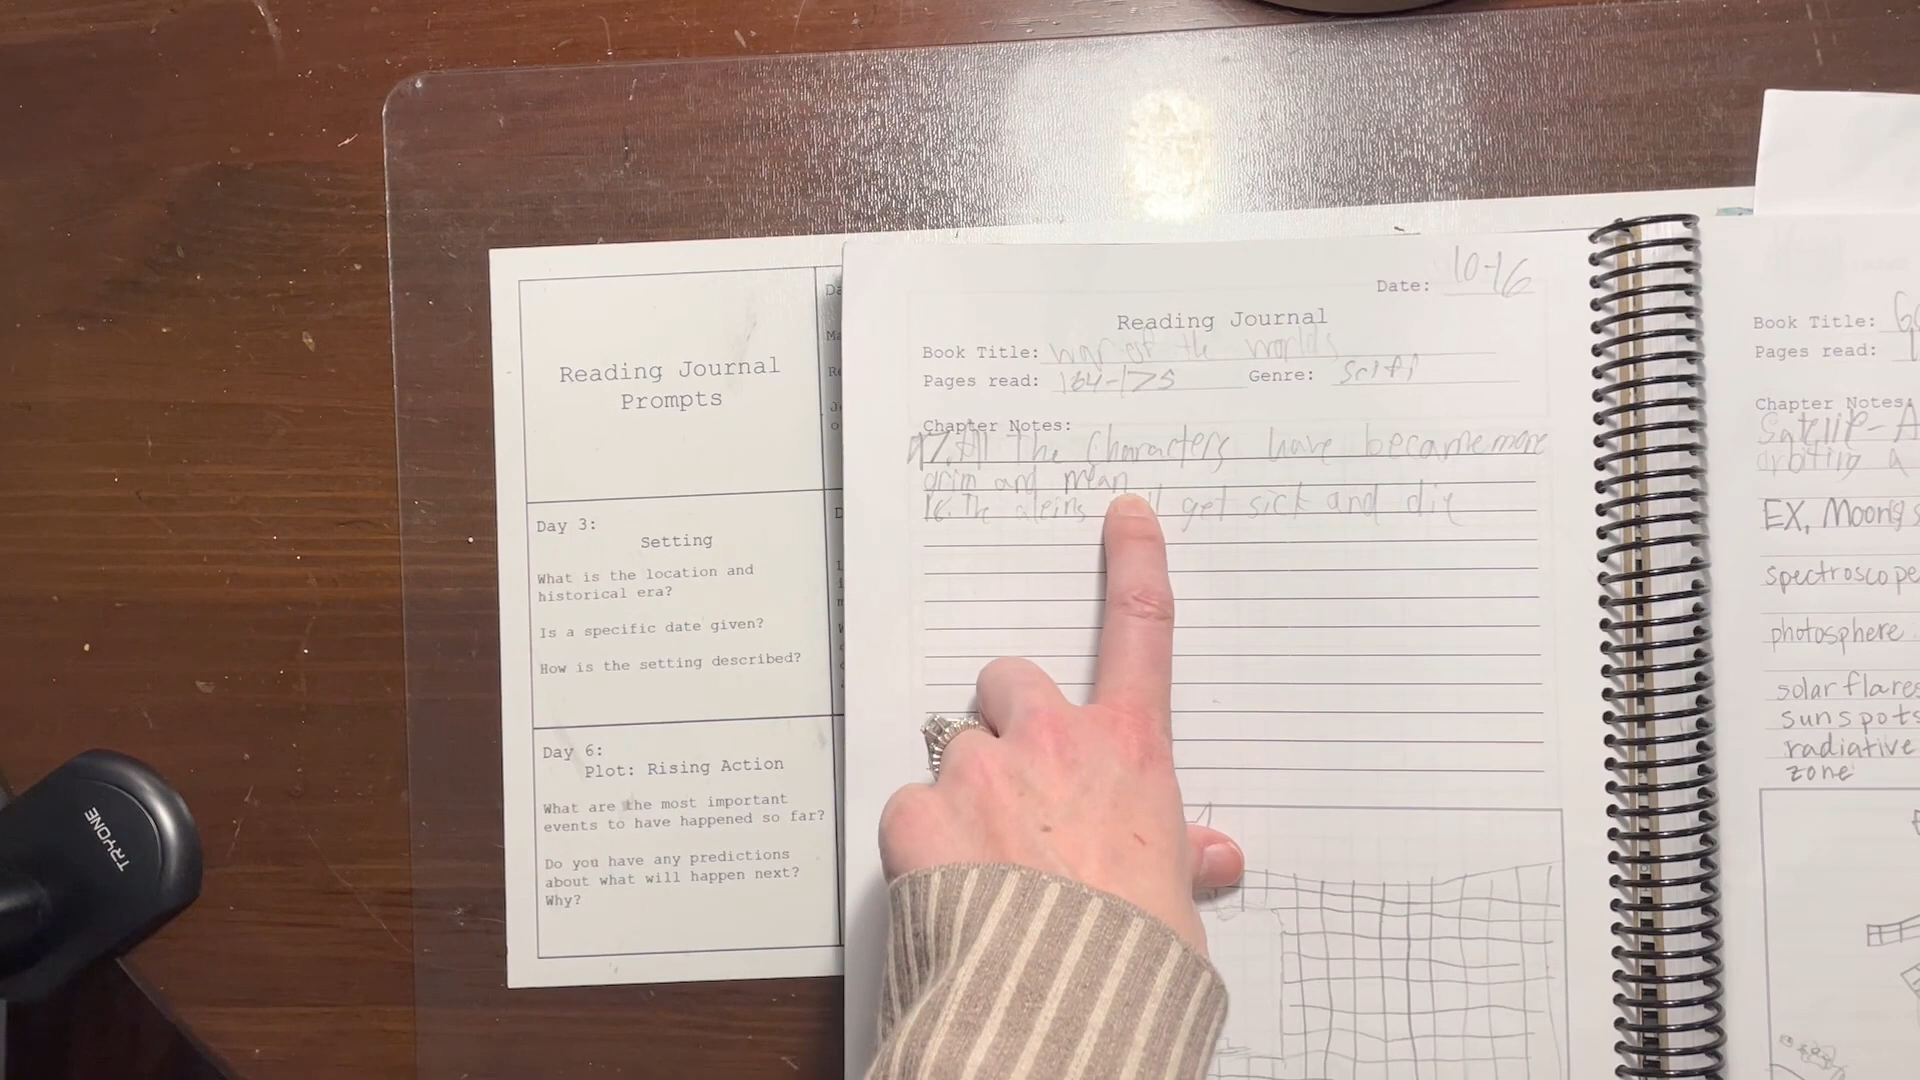 Reading Journal
Prompts
Day 3:
Setting
What is the location and
historical era?
Is a specific date given?
How is the setting described?
Day 6:
Plot: Rising Action
What are the most important
events to have happened so far?
Do you have any predictions
about what will happen next?
Why?
Date: 10-16
Reading Journal
Book Title: war of the worlds
Pages read: 164-175 Genre: scifi
Chapter Notes:
17. All The Characters have became more
grim and mean
16. The aleins get sick and die
Book Title:
Pages read:
Chapter Notes
Satellite-
orbiting a
EX, Moons
spectroscope
photosphere
solar flares
sunspots
radiative
zone
TRYONE